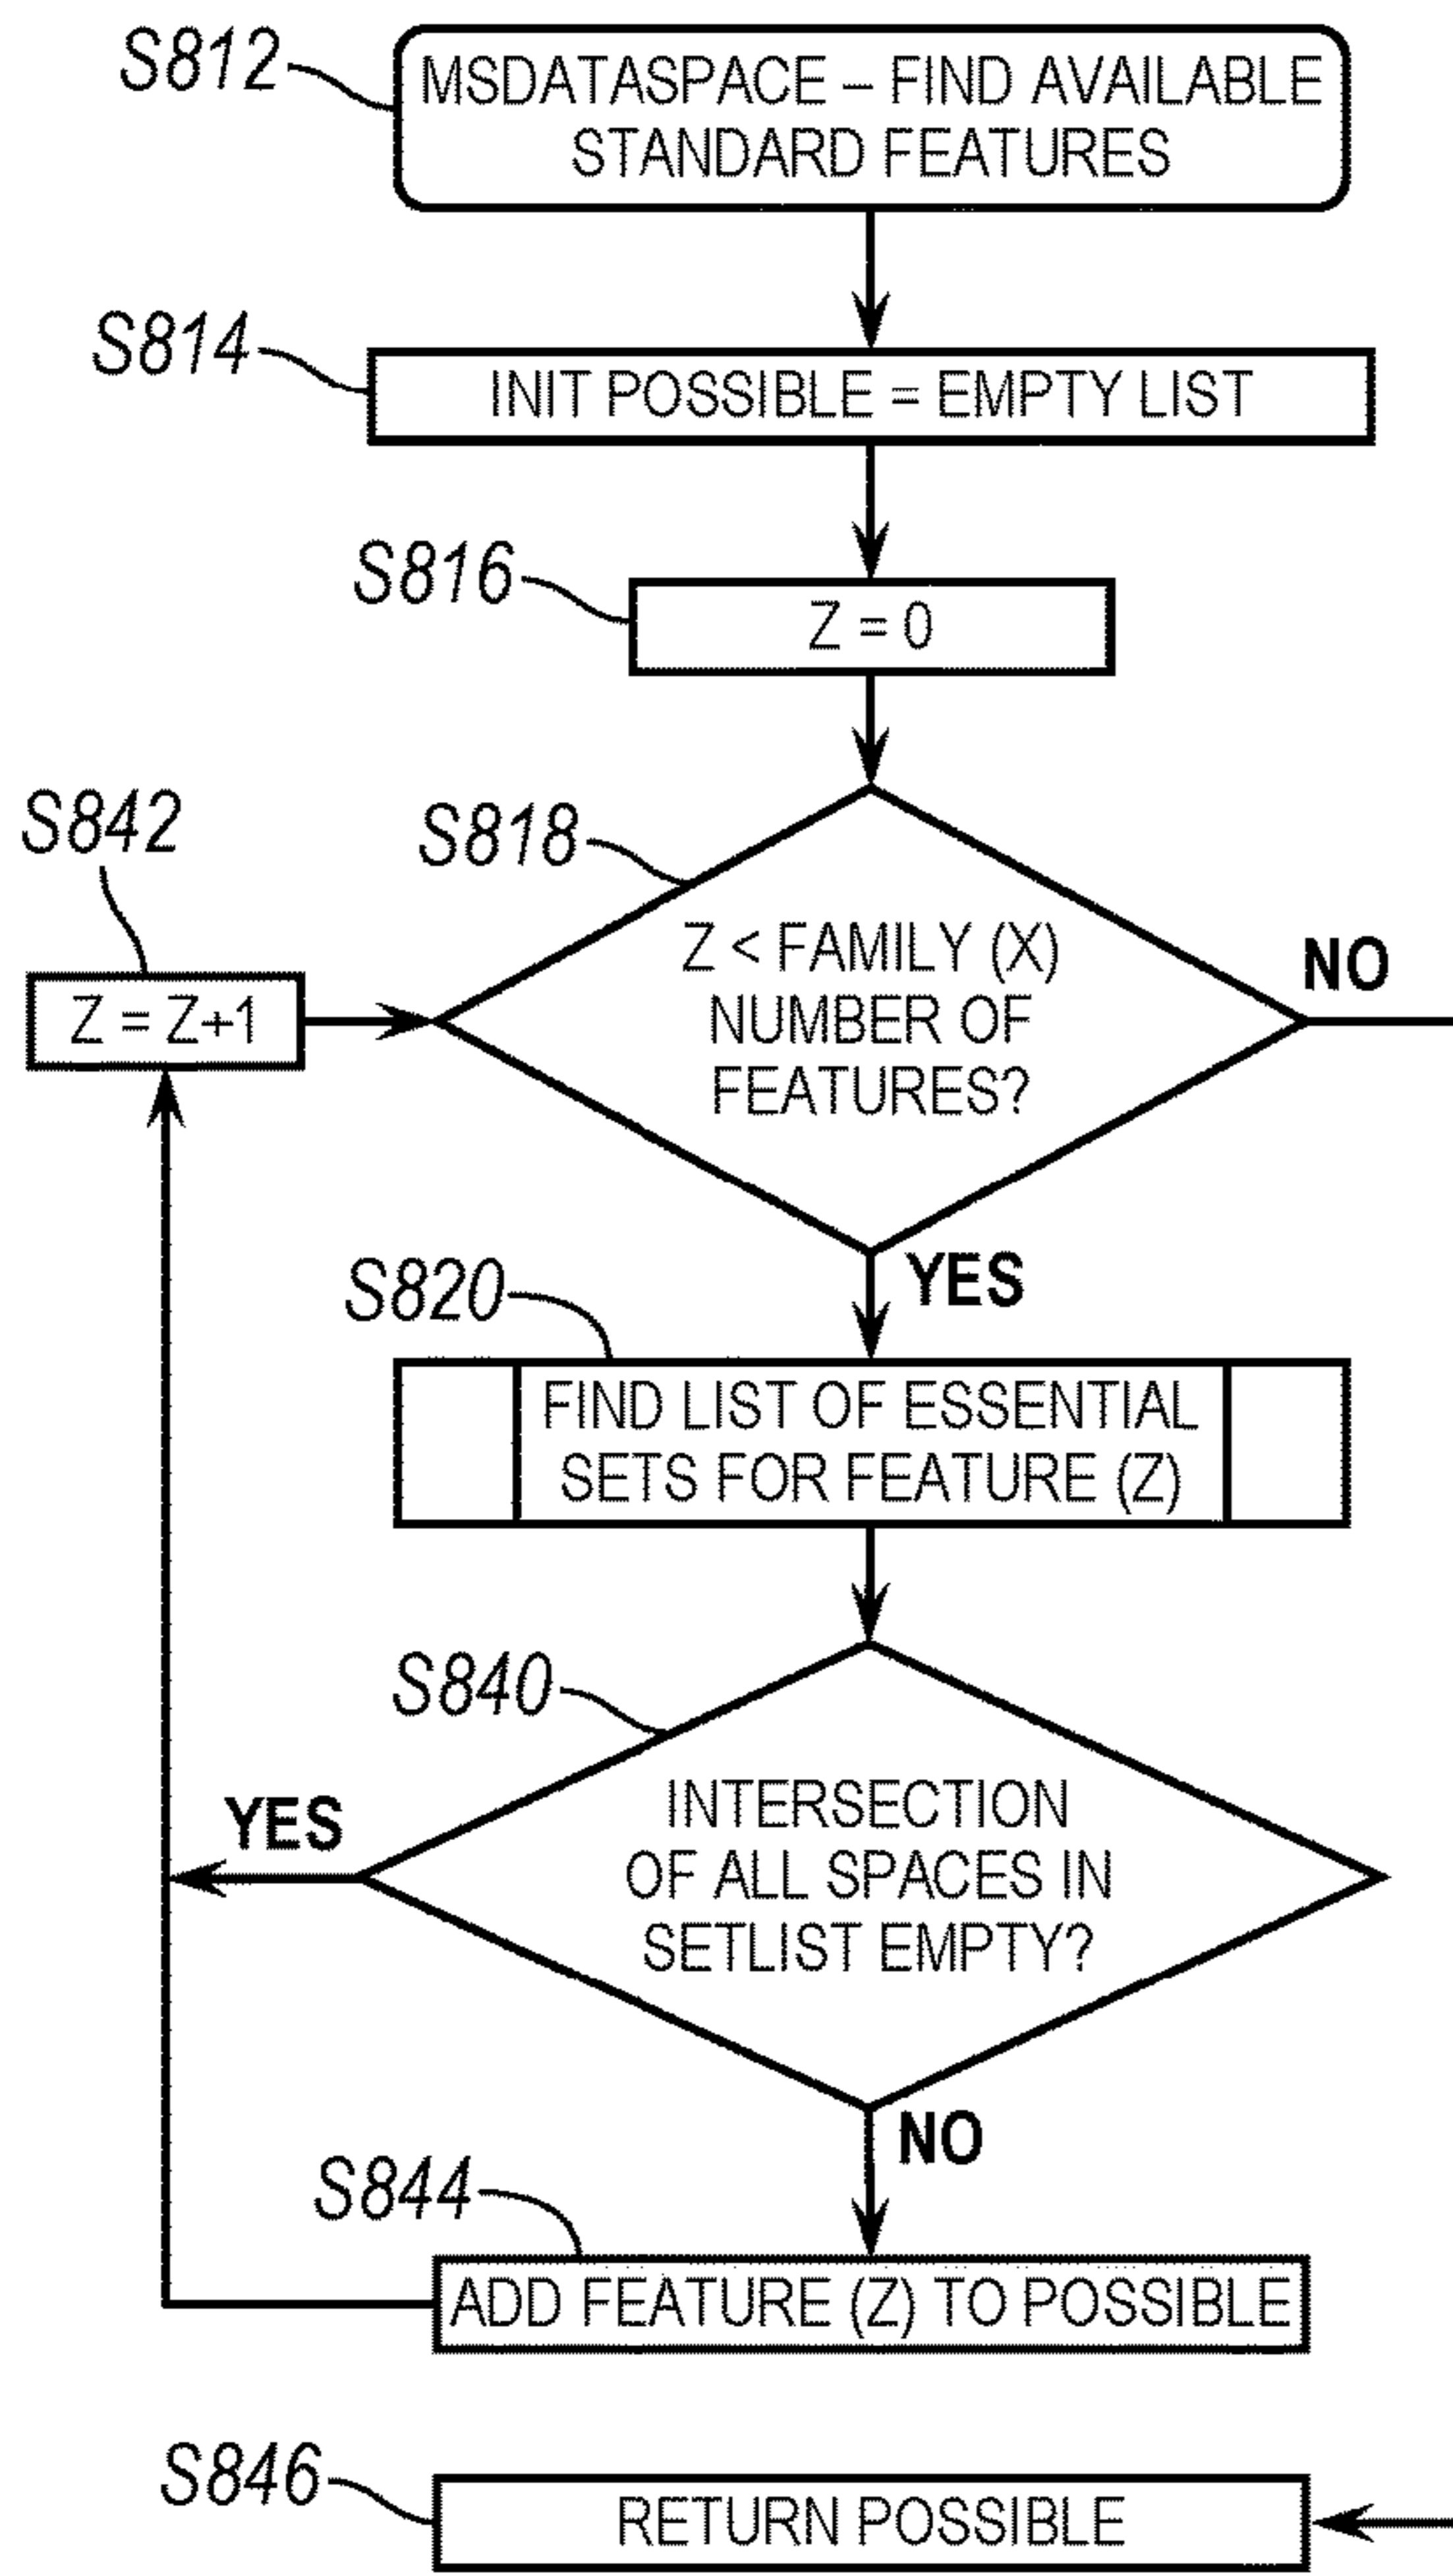 S812
MSDATASPACE – FIND AVAILABLE
STANDARD FEATURES
S814
INIT POSSIBLE = EMPTY LIST
S816
Z = 0
S842
Z = Z+1
S818
Z < FAMILY (X)
NUMBER OF
FEATURES?
NO
YES
S820
FIND LIST OF ESSENTIAL
SETS FOR FEATURE (Z)
S840
INTERSECTION
OF ALL SPACES IN
SETLIST EMPTY?
YES
NO
S844
ADD FEATURE (Z) TO POSSIBLE
S846
RETURN POSSIBLE